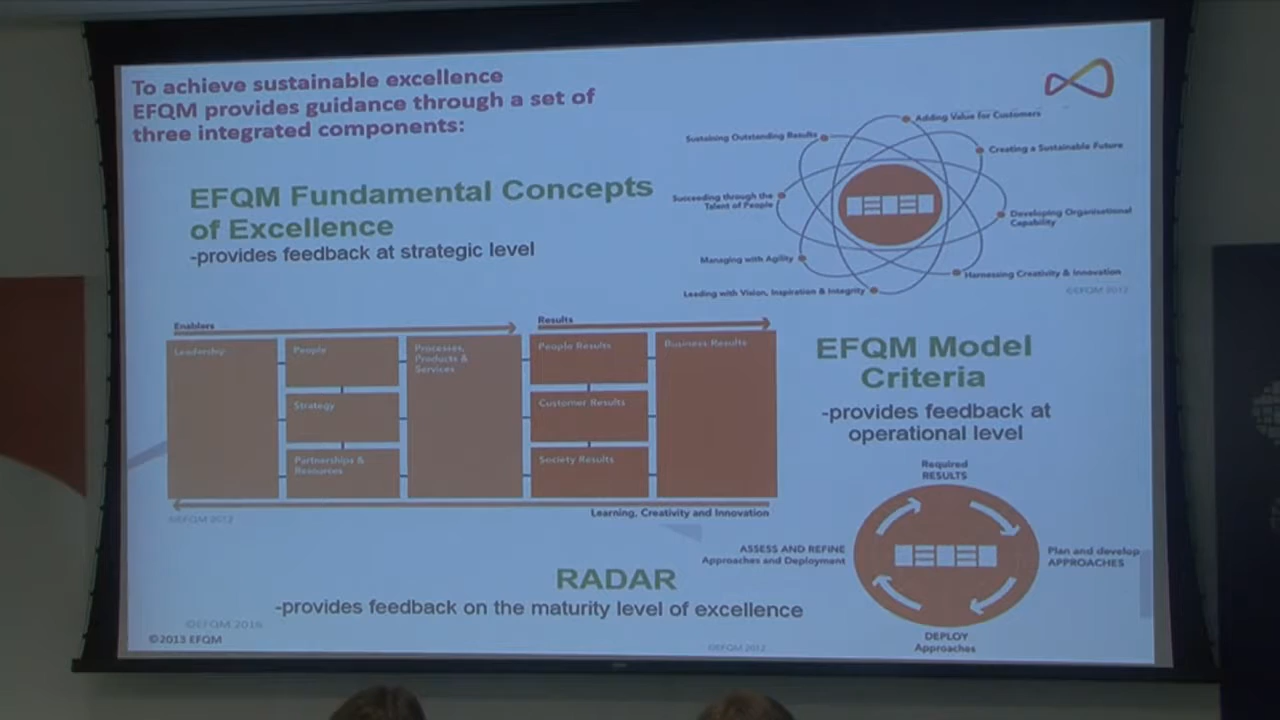 To achieve sustainable excellence
EFQM provides guidance through a set of
three integrated components:
EFQM Fundamental Concepts
of Excellence
-provides feedback at strategic level
Adding Value for Customers
Sustaining Outstanding Results
Creating a Sustainable Future
Succeeding through the
Talent of People
Developing Organisational
Capability
Managing with Agility
Harnessing Creativity & Innovation
Leading with Vision, Inspiration & Integrity
©EFQM 2012
Enablers
Results
Leadership
People
Processes,
Products &
Services
People Results
Business Results
Strategy
Customer Results
Partnerships &
Resources
Society Results
Learning, Creativity and Innovation
©EFQM 2012
EFQM Model
Criteria
-provides feedback at
operational level
Required
RESULTS
ASSESS AND REFINE
Approaches and Deployment
Plan and develop
APPROACHES
DEPLOY
Approaches
RADAR
-provides feedback on the maturity level of excellence
©EFQM 2016
©2013 EFQM
©EFQM 2012